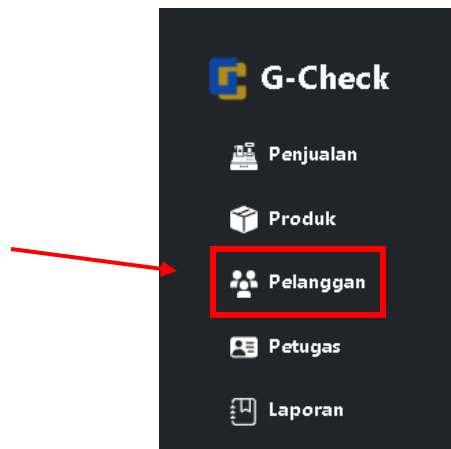 G-Check
Penjualan
Produk
Pelanggan
Petugas
Laporan